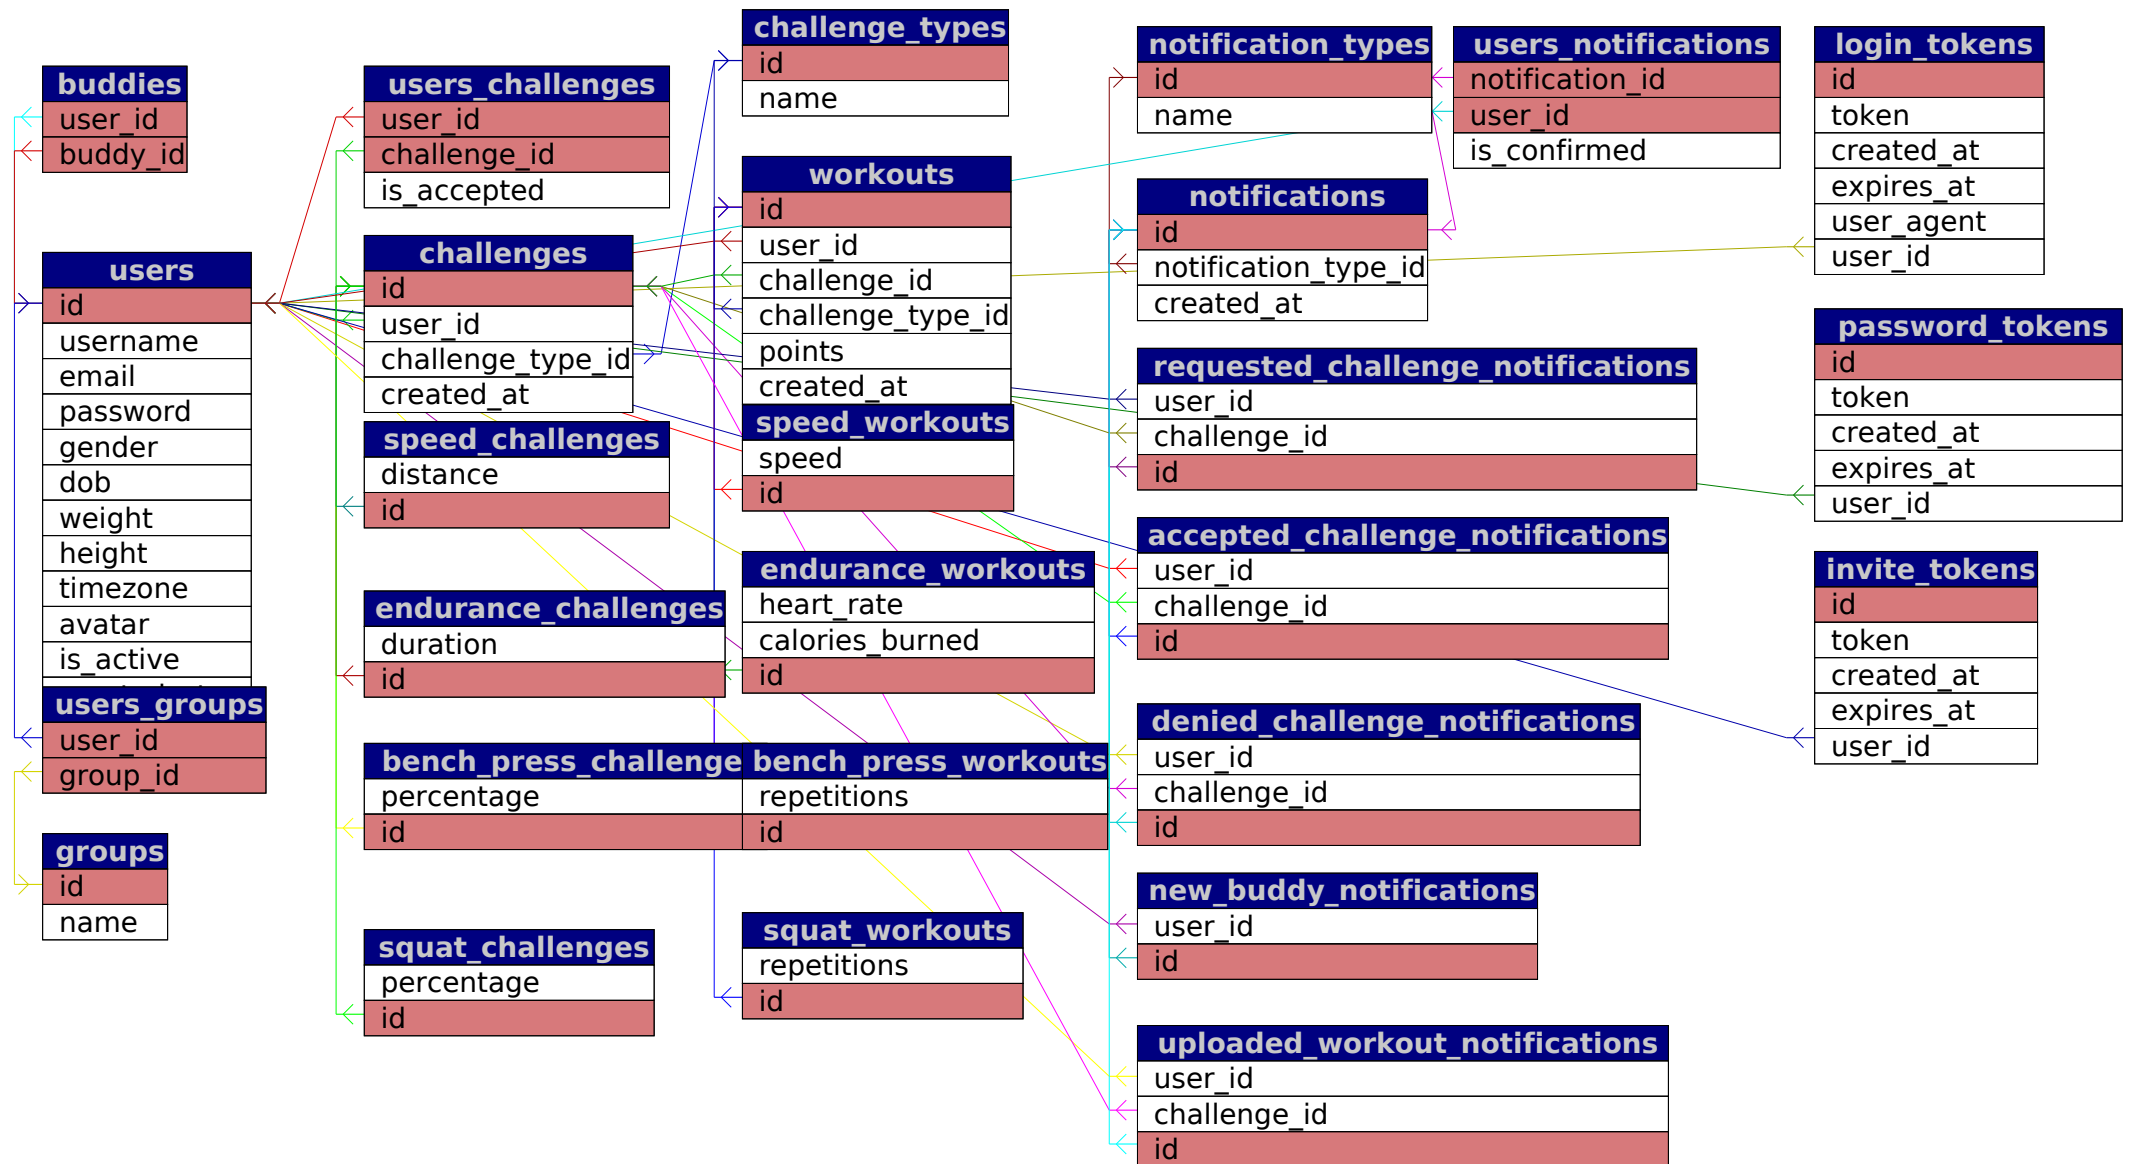 buddies
user_id
buddy_id
users
id
username
email
password
gender
dob
weight
height
timezone
avatar
is_active
users_groups
user_id
group_id
groups
id
name
users_challenges
user_id
challenge_id
is_accepted
challenges
id
user_id
challenge_type_id
created_at
speed_challenges
distance
id
endurance_challenges
duration
id
bench_press_challenge
percentage
id
squat_challenges
percentage
id
challenge_types
id
name
workouts
id
user_id
challenge_id
challenge_type_id
points
created_at
speed_workouts
speed
id
endurance_workouts
heart_rate
calories_burned
id
bench_press_workouts
repetitions
id
squat_workouts
repetitions
id
notification_types
id
name
users_notifications
notification_id
user_id
is_confirmed
notifications
id
notification_type_id
created_at
requested_challenge_notifications
user_id
challenge_id
id
accepted_challenge_notifications
user_id
challenge_id
id
denied_challenge_notifications
user_id
challenge_id
id
new_buddy_notifications
user_id
id
uploaded_workout_notifications
user_id
challenge_id
id
login_tokens
id
token
created_at
expires_at
user_agent
user_id
password_tokens
id
token
created_at
expires_at
user_id
invite_tokens
id
token
created_at
expires_at
user_id